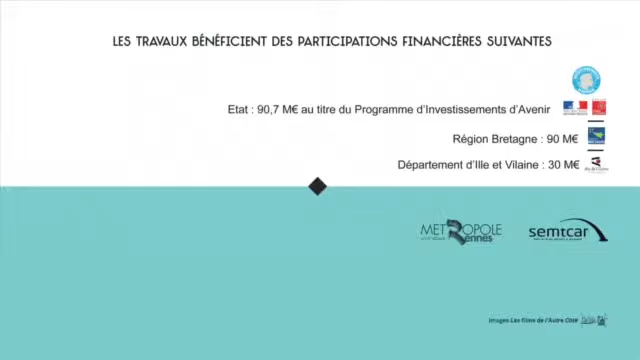 LES TRAVAUX BÉNÉFICIENT DES PARTICIPATIONS FINANCIÈRES SUIVANTES
Etat : 90,7 M€ au titre du Programme d'Investissements d'Avenir
Région Bretagne : 90 M€
Département d'Ille et Vilaine : 30 M€
METROPOLE
Rennes
semtcar
Images Les films de l'Autre Côté